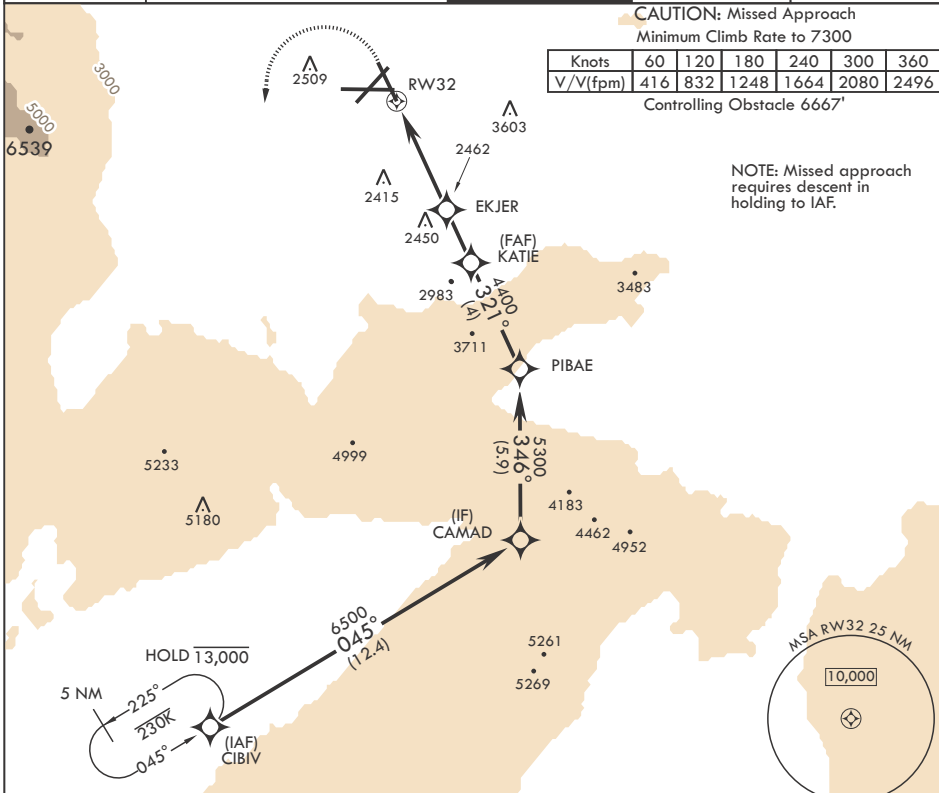 CAUTION: Missed Approach
Minimum Climb Rate to 7300
Knots 60 120 180 240 300 360
V/V(fpm) 416 832 1248 1664 2080 2496
Controlling Obstacle 6667'
3000
5000
6539
2509
RW32
3603
2462
NOTE: Missed approach
requires descent in
holding to IAF.
2415
EKJER
2450
(FAF)
KATIE
2983
4400
321°
(4)
3483
3711
PIBAE
5233
4999
5300
346°
(5.9)
5180
4183
(IF)
CAMAD
4462
4952
6500
045°
(12.4)
5261
5269
MSA RW32 25 NM
10,000
HOLD 13,000
5 NM
225°
230K
045°
(IAF)
CIBIV